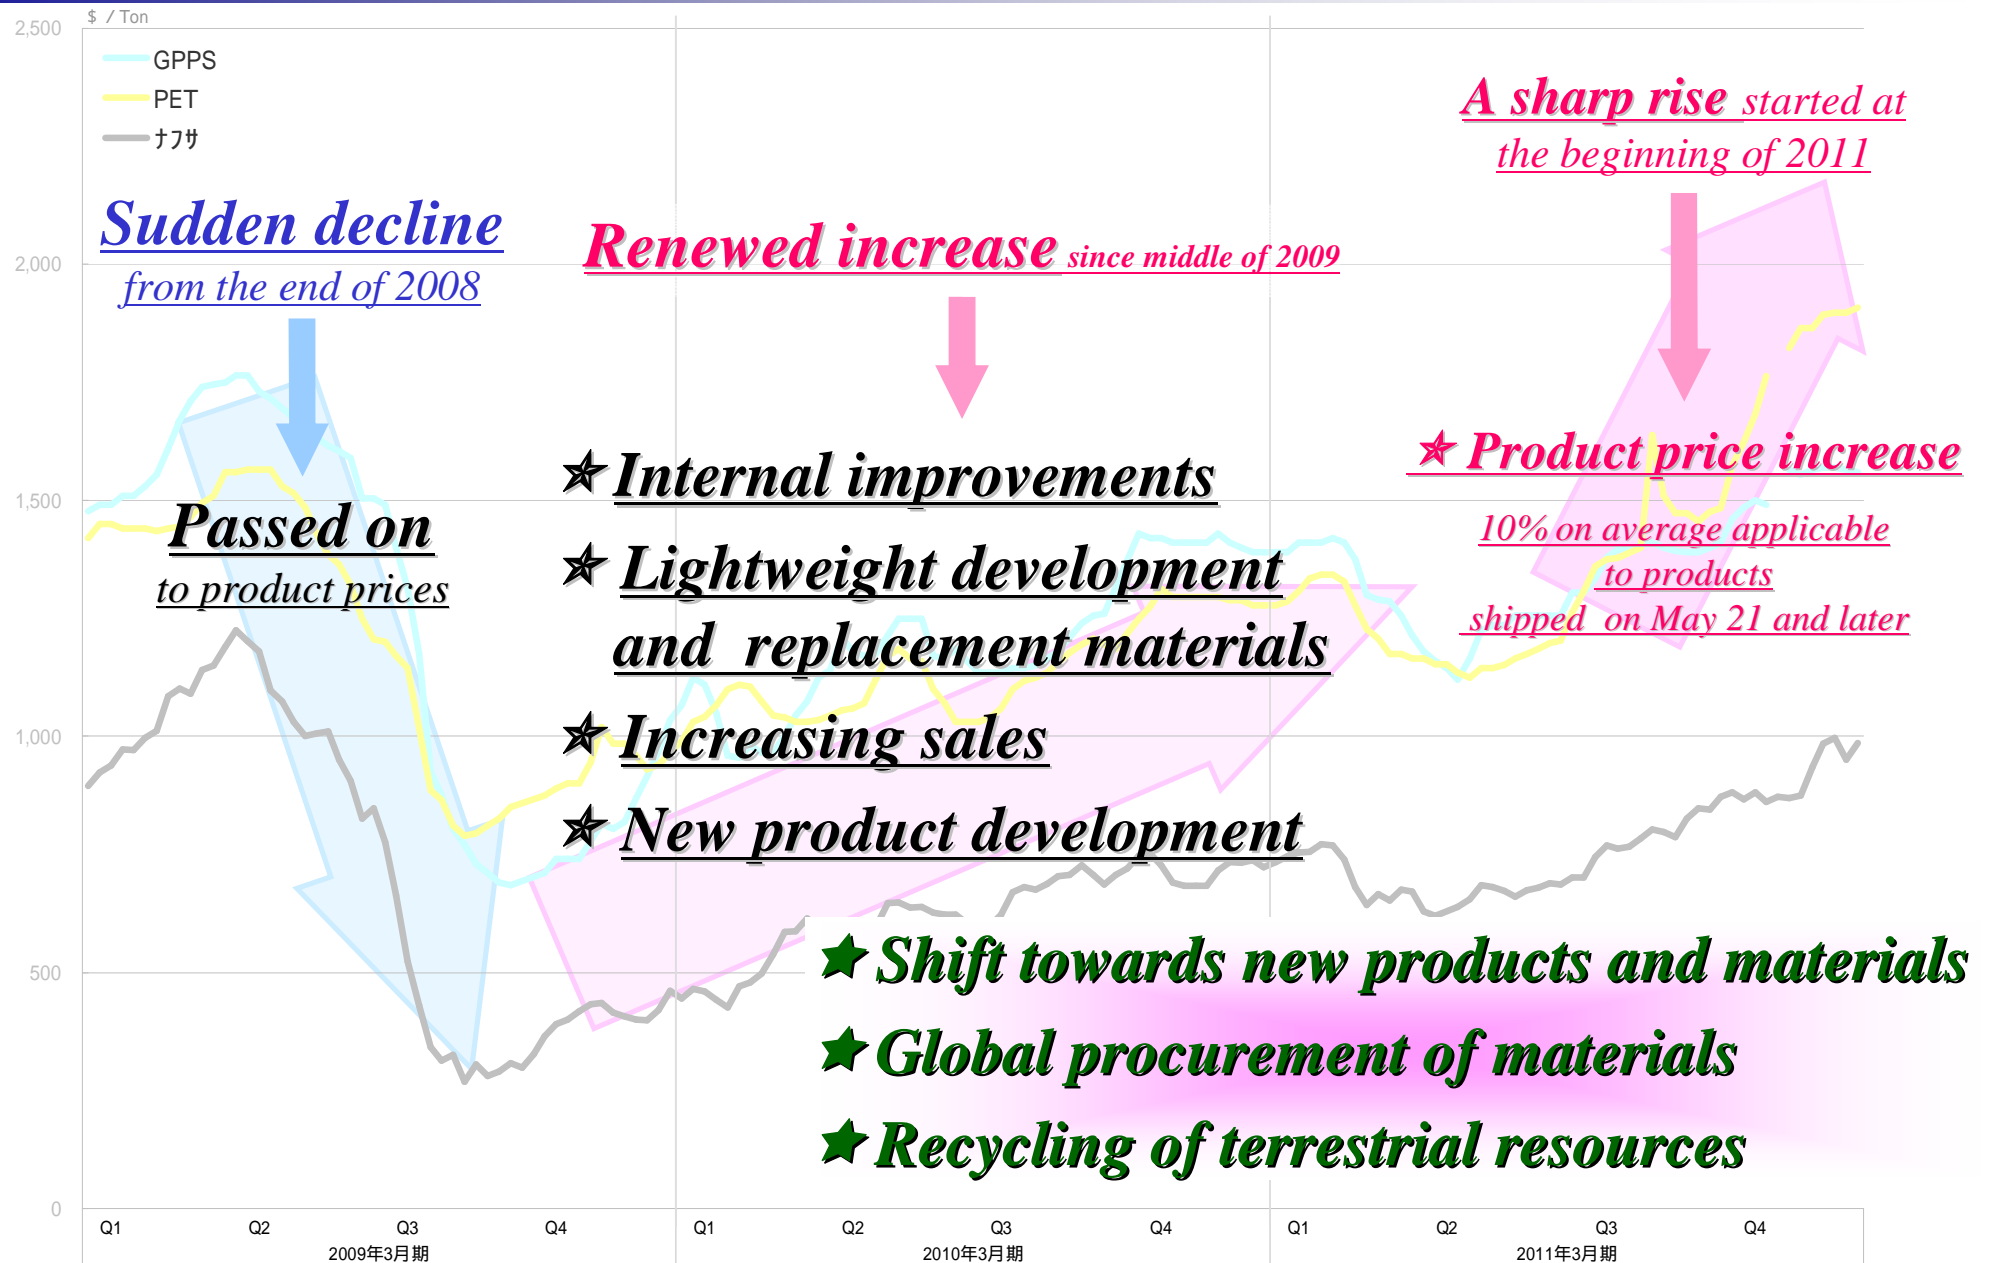 $ / Ton
2,500
2,000
1,500
1,000
500
0
GPPS
PET
ナフサ
Sudden decline
from the end of 2008
Passed on
to product prices
Renewed increase since middle of 2009
☆ Internal improvements
☆ Lightweight development
and replacement materials
☆ Increasing sales
☆ New product development
A sharp rise started at
the beginning of 2011
☆ Product price increase
10% on average applicable
to products
shipped on May 21 and later
★ Shift towards new products and materials
★ Global procurement of materials
★ Recycling of terrestrial resources
Q1 Q2 Q3 Q4 Q1 Q2 Q3 Q4 Q1 Q2 Q3 Q4
2009年3月期 2010年3月期 2011年3月期